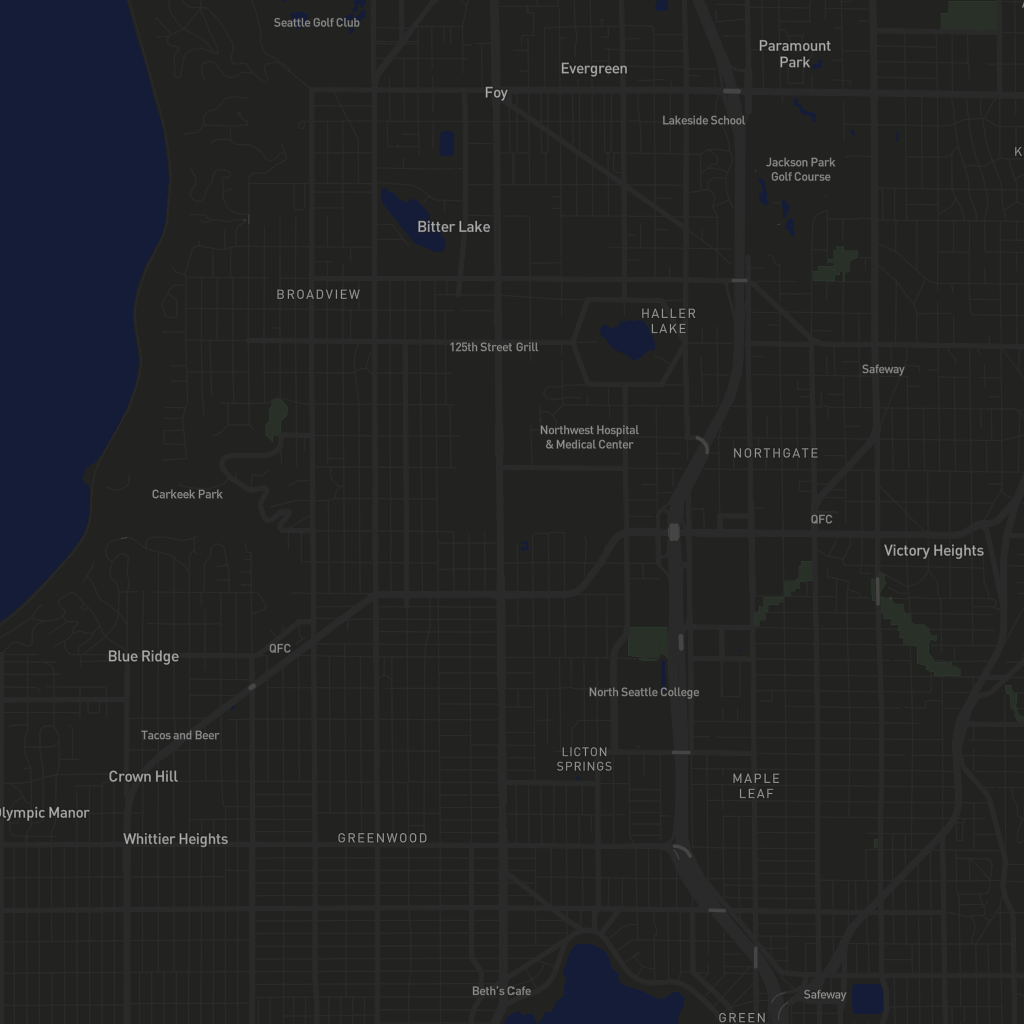 Seattle Golf Club
Paramount
Park
Evergreen
Foy
Lakeside School
K
Jackson Park
Golf Course
Bitter Lake
BROADVIEW
HALLER
LAKE
125th Street Grill
Safeway
Northwest Hospital
& Medical Center
NORTHGATE
Carkeek Park
QFC
Victory Heights
QFC
Blue Ridge
North Seattle College
Tacos and Beer
LICTON
SPRINGS
Crown Hill
MAPLE
LEAF
Olympic Manor
Whittier Heights
GREENWOOD
Beth's Cafe
Safeway
GREEN